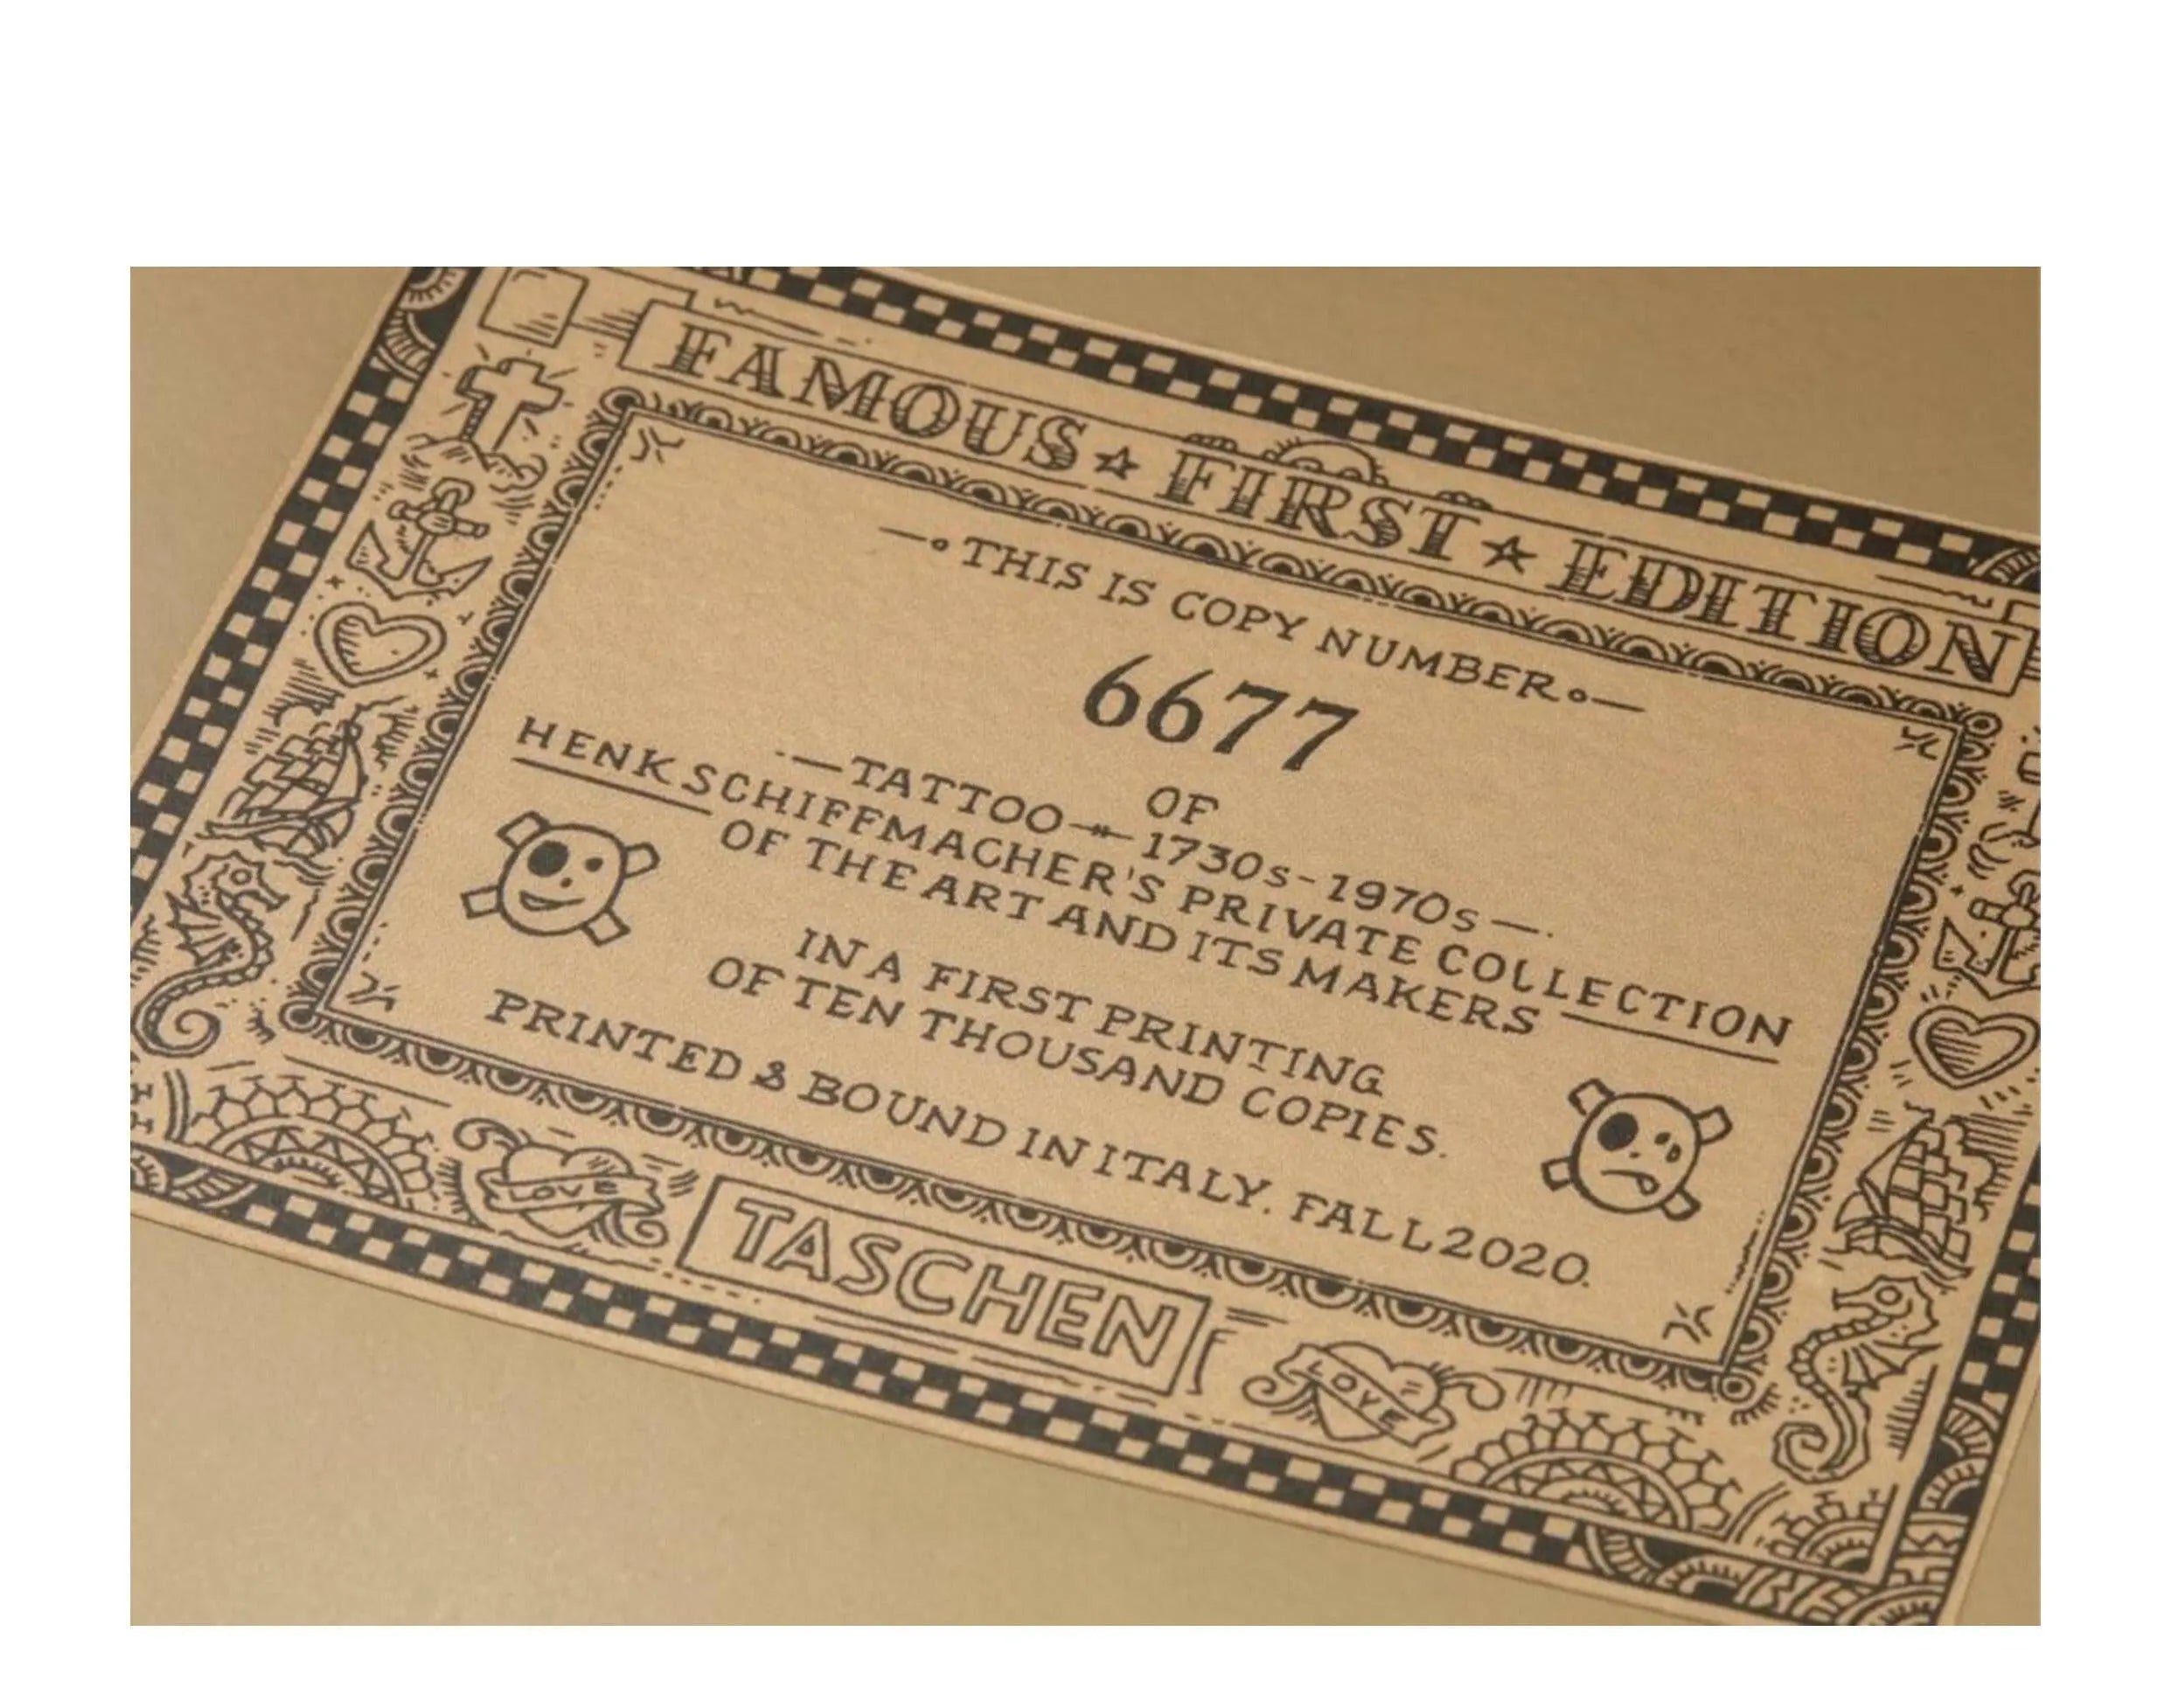 FAMOUS ☆ FIRST ☆ EDITION
THIS IS COPY NUMBER
6677
OF
TATTOO 1730s-1970s
HENK SCHIFFMACHER'S PRIVATE COLLECTION
OF THE ART AND ITS MAKERS
IN A FIRST PRINTING
OF TEN THOUSAND COPIES.
PRINTED & BOUND IN ITALY. FALL 2020.
LOVE
TASCHEN
LOVE